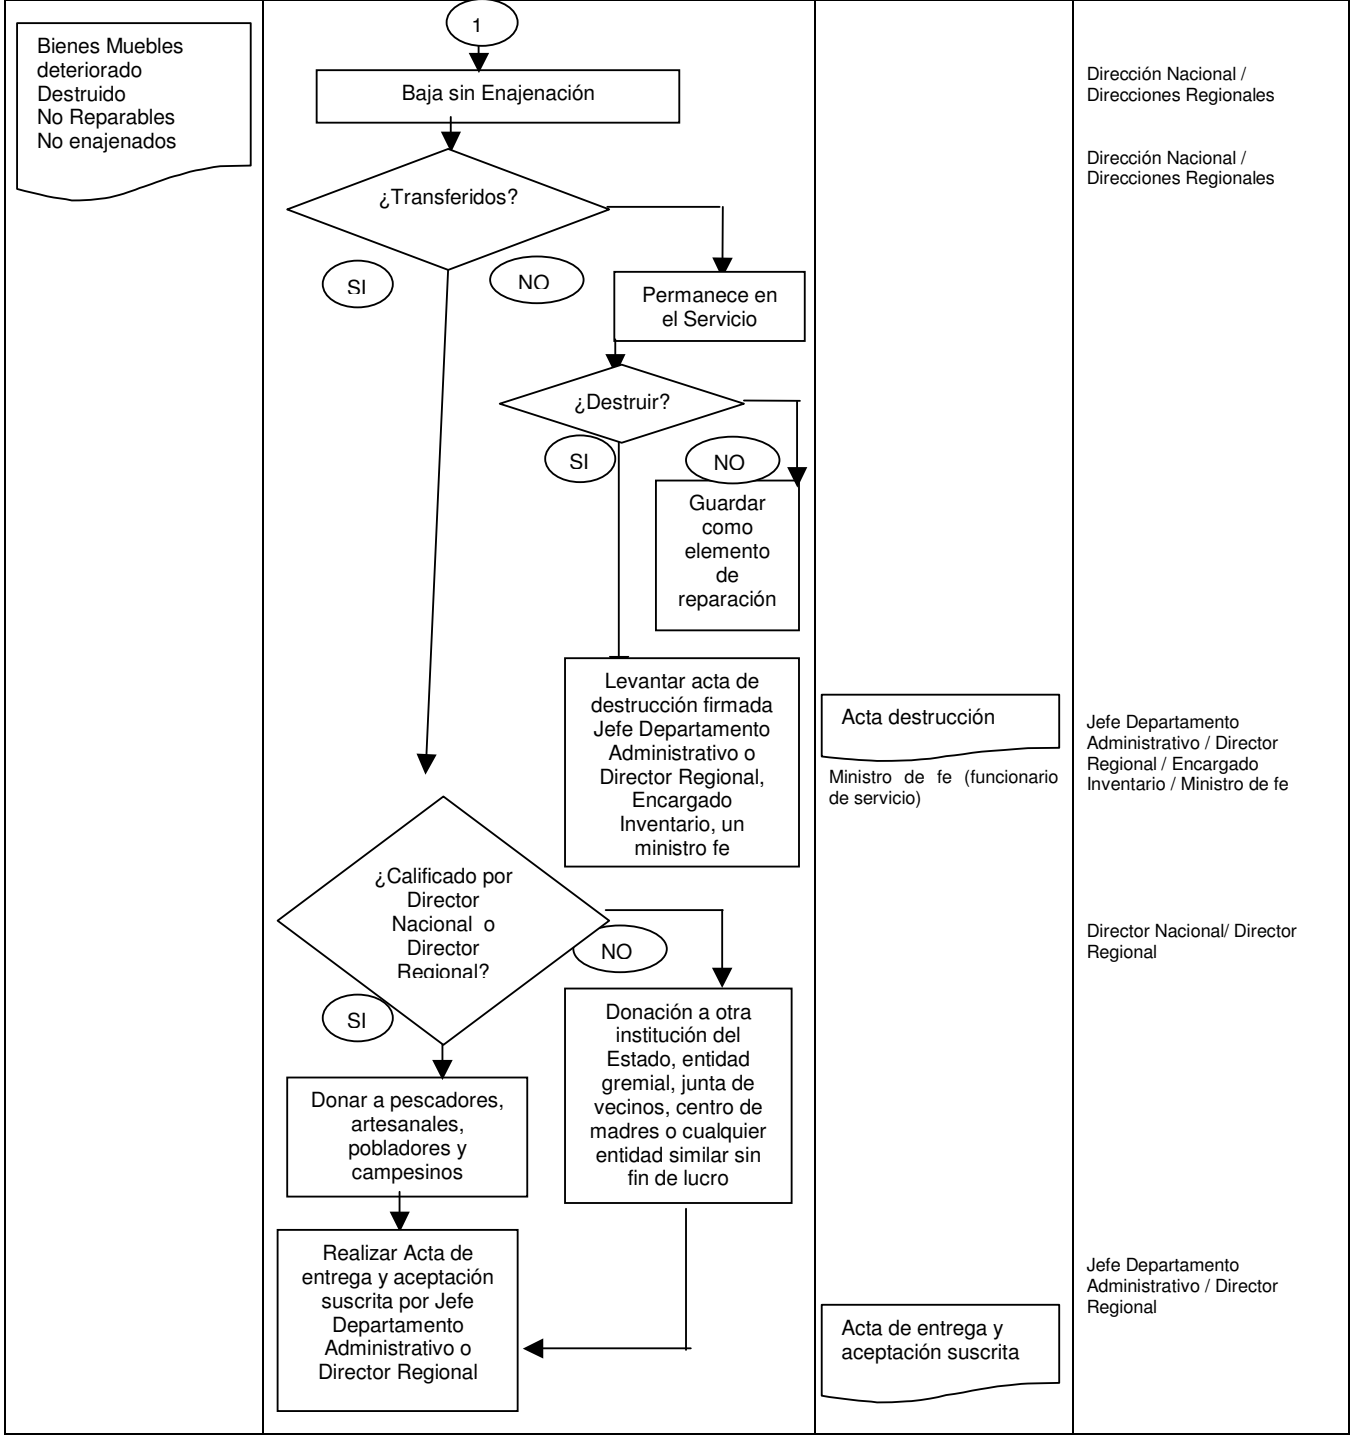 Bienes Muebles
deteriorado
Destruido
No Reparables
No enajenados
1
Baja sin Enajenación
Dirección Nacional /
Direcciones Regionales
¿Transferidos?
Dirección Nacional /
Direcciones Regionales
SI
NO
Permanece en
el Servicio
¿Destruir?
SI
NO
Guardar
como
elemento
de
reparación
Levantar acta de
destrucción firmada
Jefe Departamento
Administrativo o
Director Regional,
Encargado
Inventario, un
ministro fe
Acta destrucción
Ministro de fe (funcionario
de servicio)
Jefe Departamento
Administrativo / Director
Regional / Encargado
Inventario / Ministro de fe
¿Calificado por
Director
Nacional o
Director
Regional?
NO
SI
Director Nacional/ Director
Regional
Donación a otra
institución del
Estado, entidad
gremial, junta de
vecinos, centro de
madres o cualquier
entidad similar sin
fin de lucro
Donar a pescadores,
artesanales,
pobladores y
campesinos
Realizar Acta de
entrega y aceptación
suscrita por Jefe
Departamento
Administrativo o
Director Regional
Acta de entrega y
aceptación suscrita
Jefe Departamento
Administrativo / Director
Regional